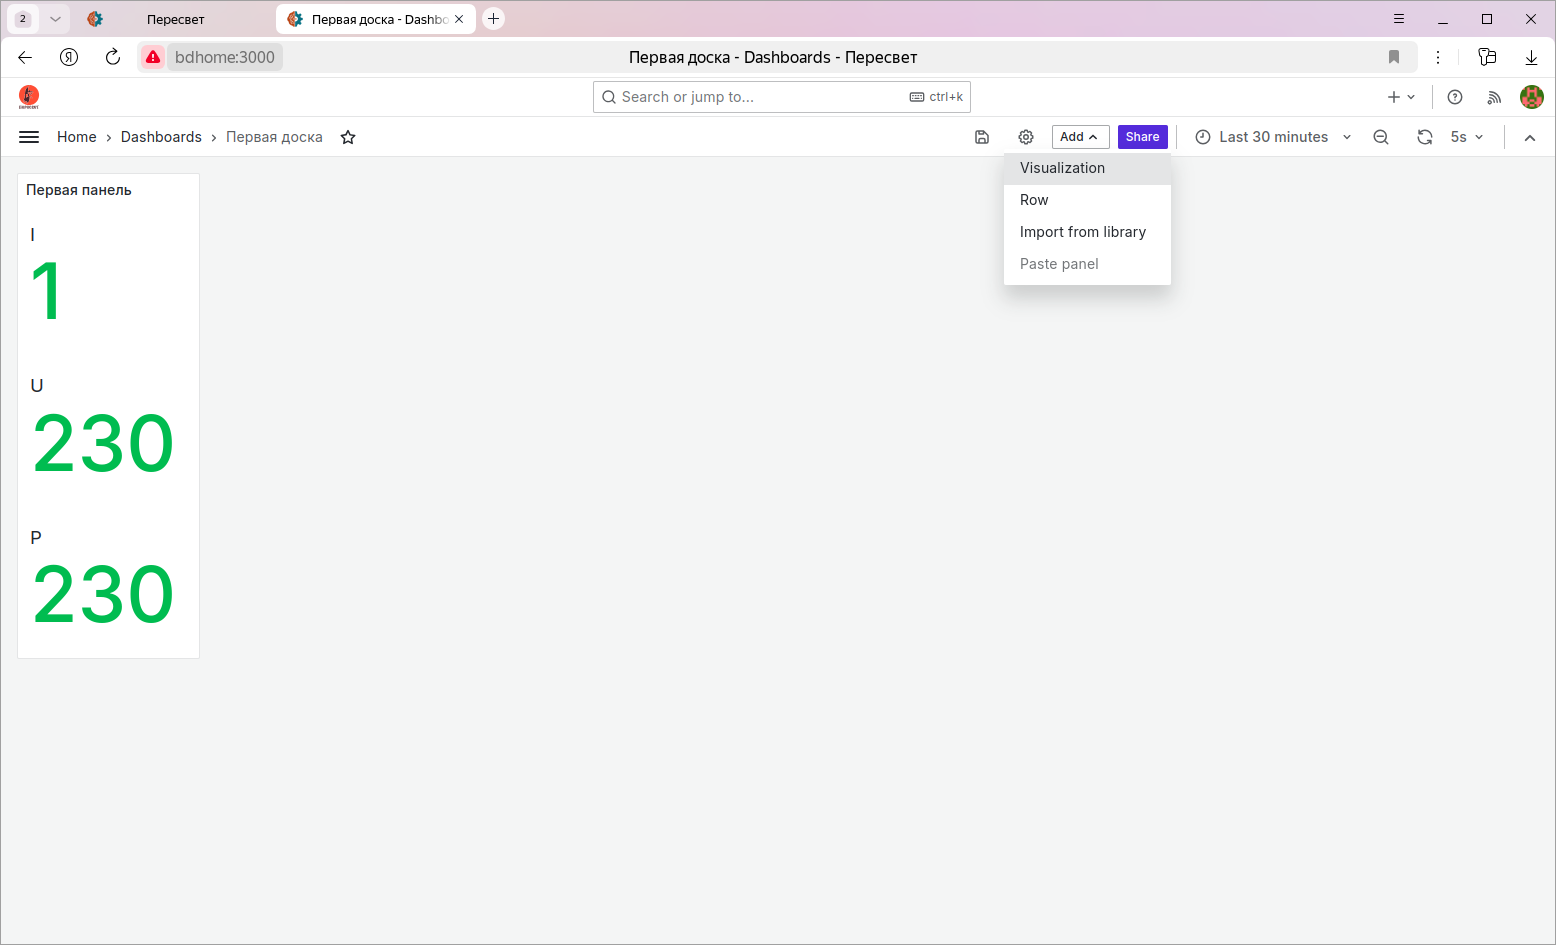 2
Пересвет
Первая доска - Dashbo
Я
bdhome:3000
Первая доска - Dashboards - Пересвет
Search or jump to...
ctrl+k
Home
Dashboards
Первая доска
Add
Share
Last 30 minutes
5s
Visualization
Row
Import from library
Paste panel
Первая панель
I
1
U
230
P
230